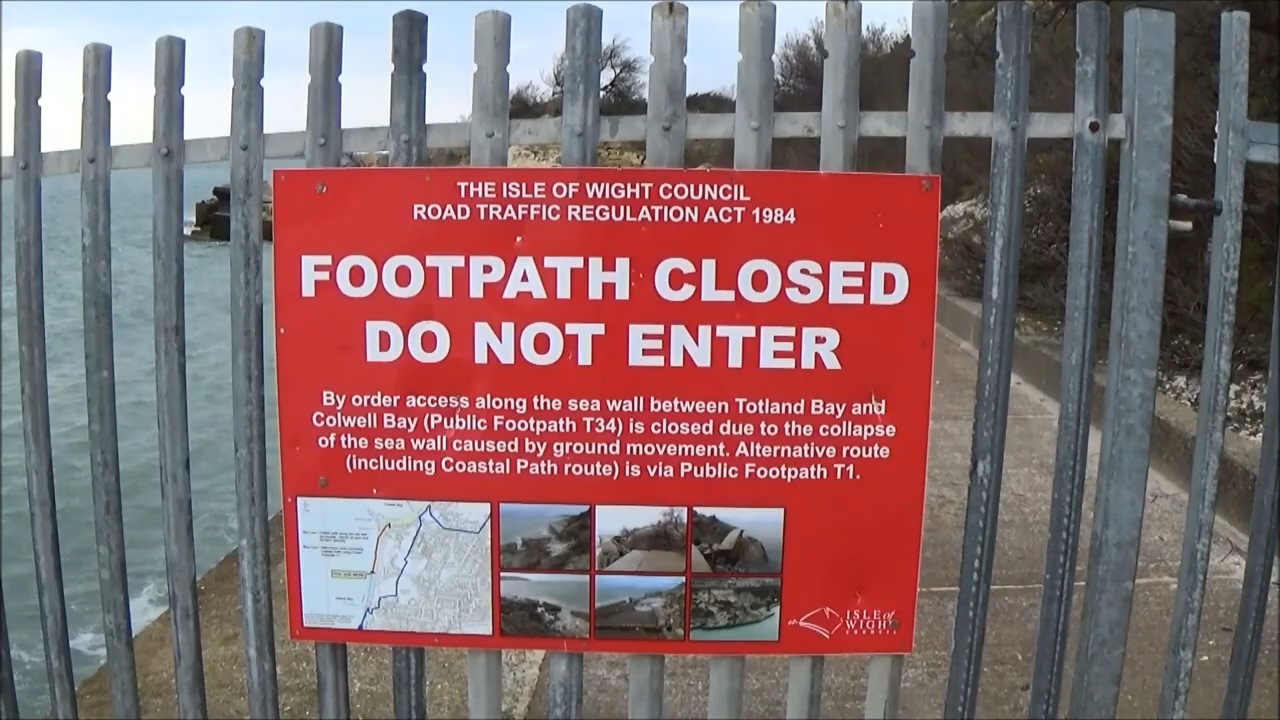 THE ISLE OF WIGHT COUNCIL
ROAD TRAFFIC REGULATION ACT 1984
FOOTPATH CLOSED
DO NOT ENTER
By order access along the sea wall between Totland Bay and
Colwell Bay (Public Footpath T34) is closed due to the collapse
of the sea wall caused by ground movement. Alternative route
(including Coastal Path route) is via Public Footpath T1.
ISLE of
WIGHT
COUNCIL